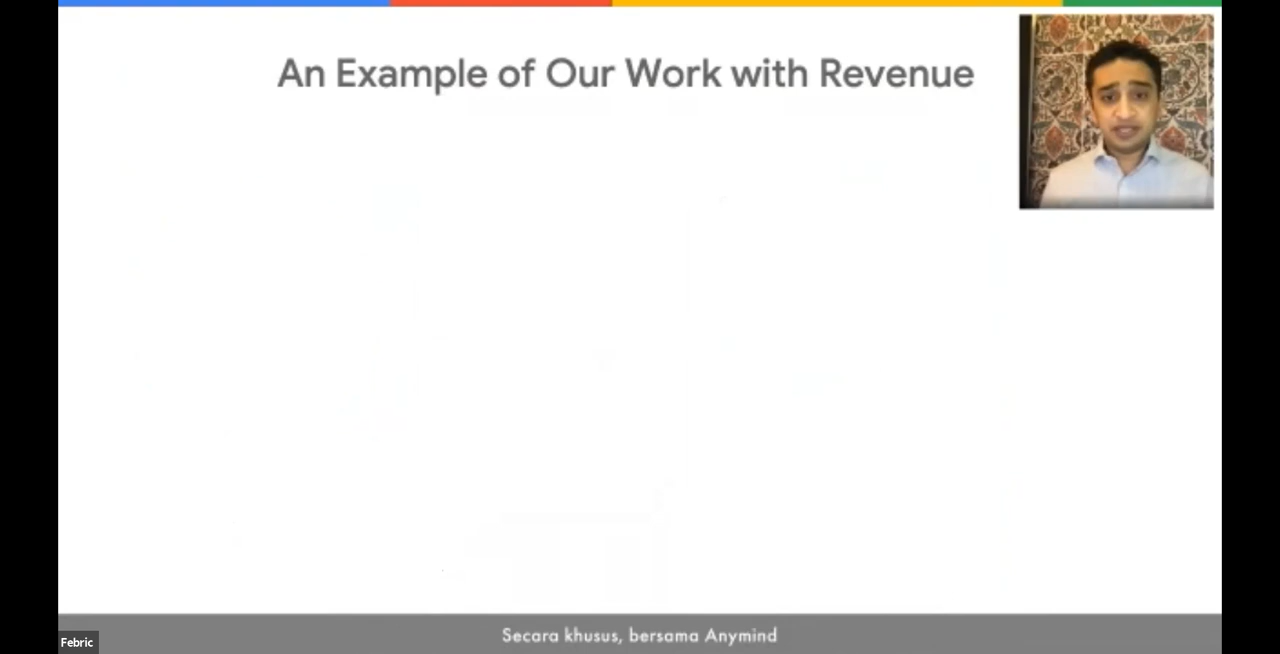 An Example of Our Work with Revenue
Secara khusus, bersama Anymind
Febric